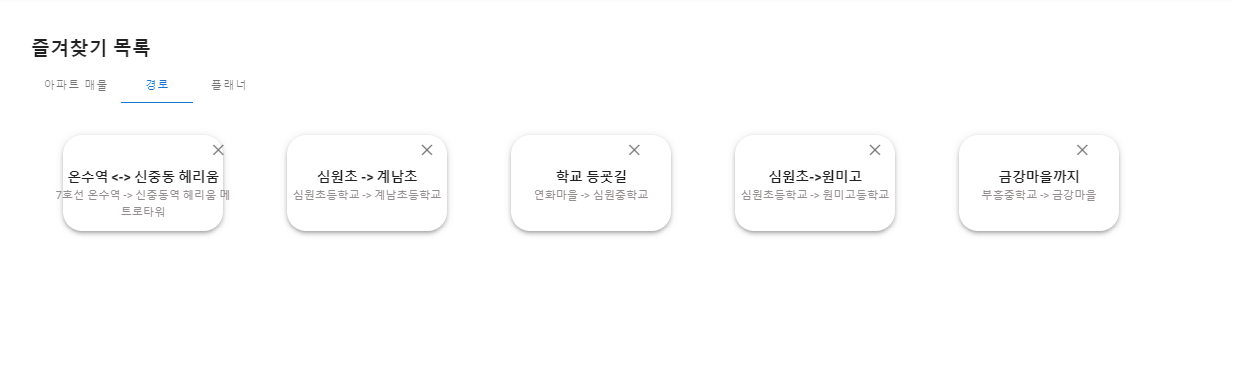 즐겨찾기 목록
아파트 매물 경로 플래너
온수역 <-> 신중동 헤리움
7호선 온수역 -> 신중동역 헤리움 메
트로타워
심원초 -> 계남초
심원초등학교 -> 계남초등학교
학교 등굣길
연화마을 -> 심원중학교
심원초->원미고
심원초등학교 -> 원미고등학교
금강마을까지
부흥중학교 -> 금강마을